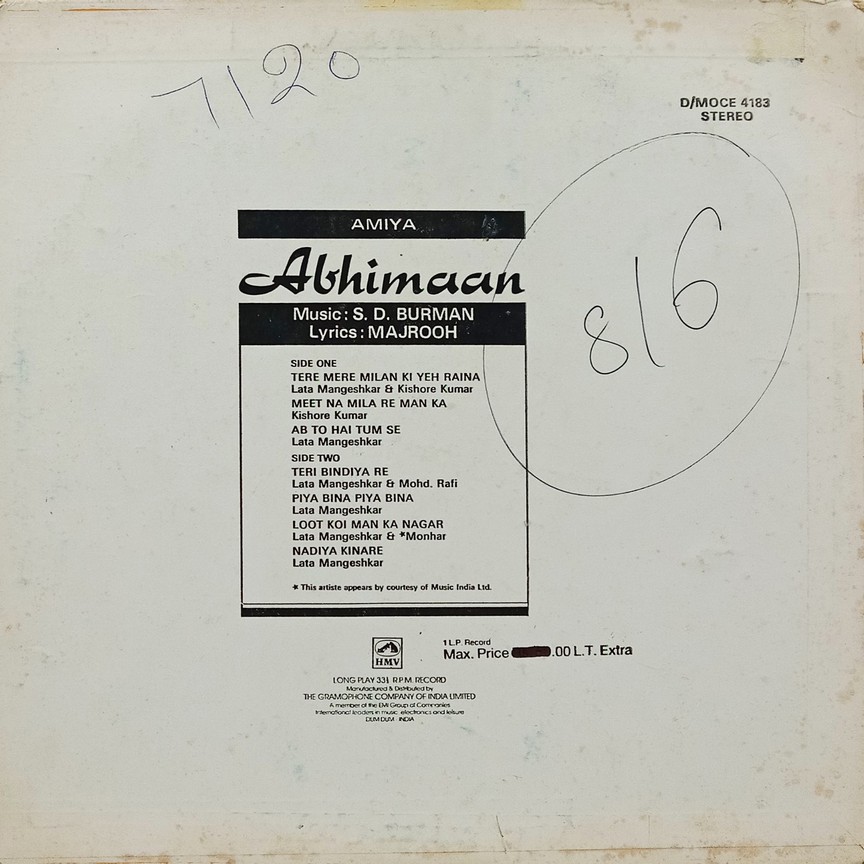 7120
D/MOCE 4183
STEREO
AMIYA
Abhimaan
Music: S. D. BURMAN
Lyrics: MAJROOH
816
SIDE ONE
TERE MERE MILAN KI YEH RAINA
Lata Mangeshkar & Kishore Kumar
MEET NA MILA RE MAN KA
Kishore Kumar
AB TO HAI TUM SE
Lata Mangeshkar
SIDE TWO
TERI BINDIYA RE
Lata Mangeshkar & Mohd. Rafi
PIYA BINA PIYA BINA
Lata Mangeshkar
LOOT KOI MAN KA NAGAR
Lata Mangeshkar & *Monhar
NADIYA KINARE
Lata Mangeshkar
* This artiste appears by courtesy of Music India Ltd.
HMV
1 L.P. Record
Max. Price .00 L.T. Extra
LONG PLAY 33⅓ R.P.M. RECORD
Manufactured & Distributed by
THE GRAMOPHONE COMPANY OF INDIA LIMITED
A member of the EMI Group of Companies
International leaders in music, electronics and leisure
DUM DUM · INDIA